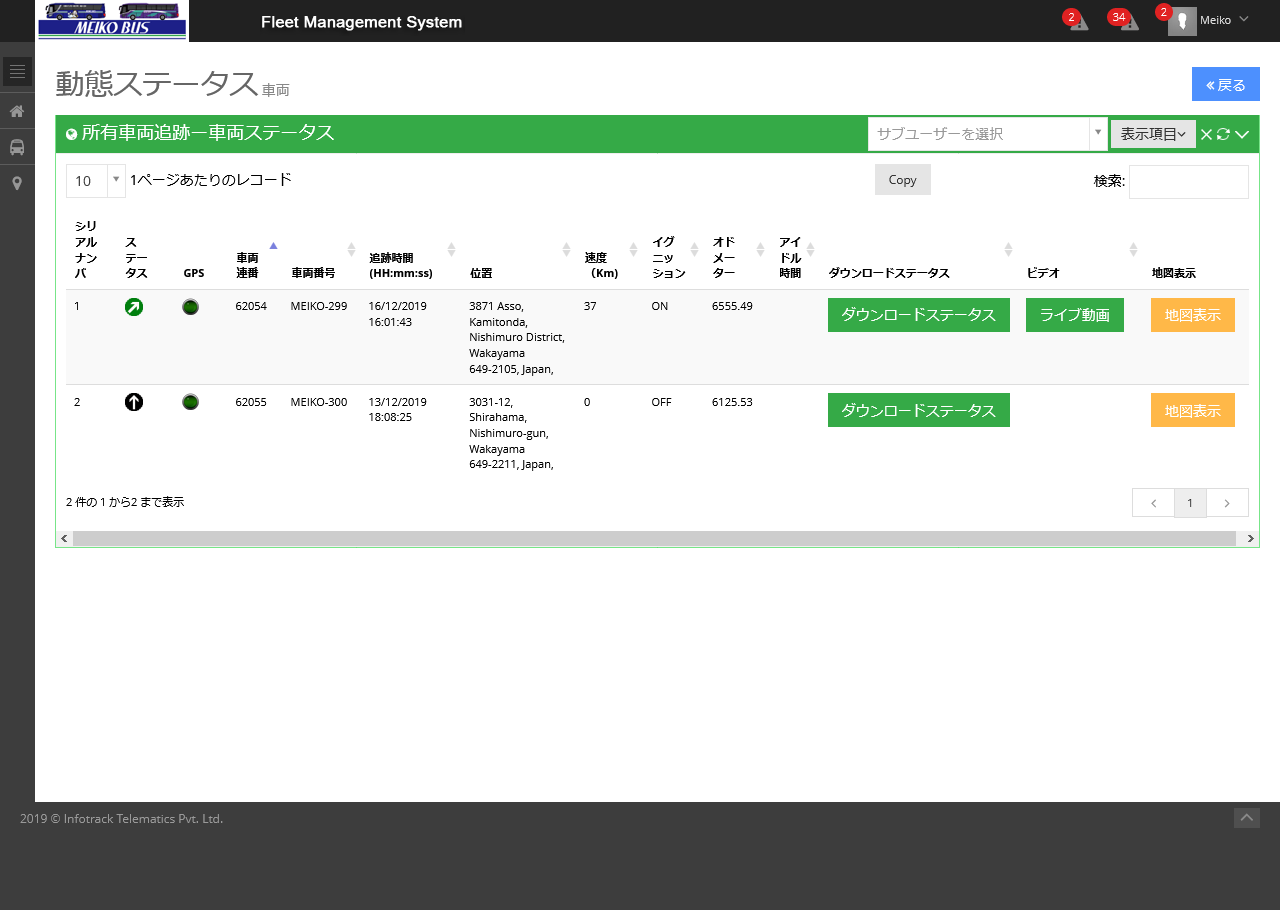 MEIKO BUS
Fleet Management System
2
34
2
Meiko
動態ステータス 車両
« 戻る
所有車両追跡ー車両ステータス
サブユーザーを選択
表示項目
10
1ページあたりのレコード
Copy
検索:
シリアルナンバ
ステータス
GPS
車両連番
車両番号
追跡時間 (HH:mm:ss)
位置
速度 (Km)
イグニッション
オドメーター
アイドル時間
ダウンロードステータス
ビデオ
地図表示
1
62054
MEIKO-299
16/12/2019
16:01:43
3871 Asso,
Kamitonda,
Nishimuro District,
Wakayama
649-2105, Japan,
37
ON
6555.49
ダウンロードステータス
ライブ動画
地図表示
2
62055
MEIKO-300
13/12/2019
18:08:25
3031-12,
Shirahama,
Nishimuro-gun,
Wakayama
649-2211, Japan,
0
OFF
6125.53
ダウンロードステータス
地図表示
2 件の 1 から2 まで表示
1
2019 © Infotrack Telematics Pvt. Ltd.